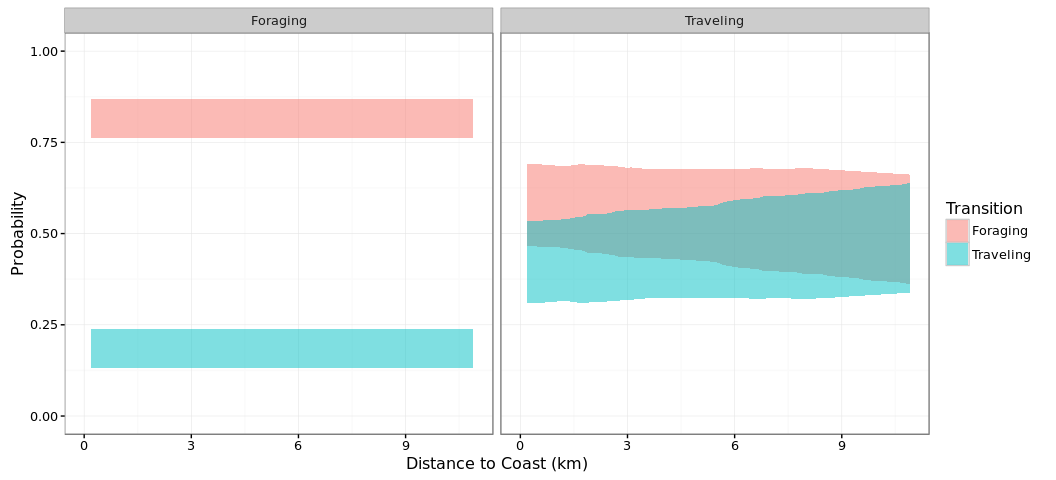 Foraging
Traveling
1.00
0.75
0.50
0.25
0.00
Probability
0 3 6 9
0 3 6 9
Distance to Coast (km)
Transition
Foraging
Traveling